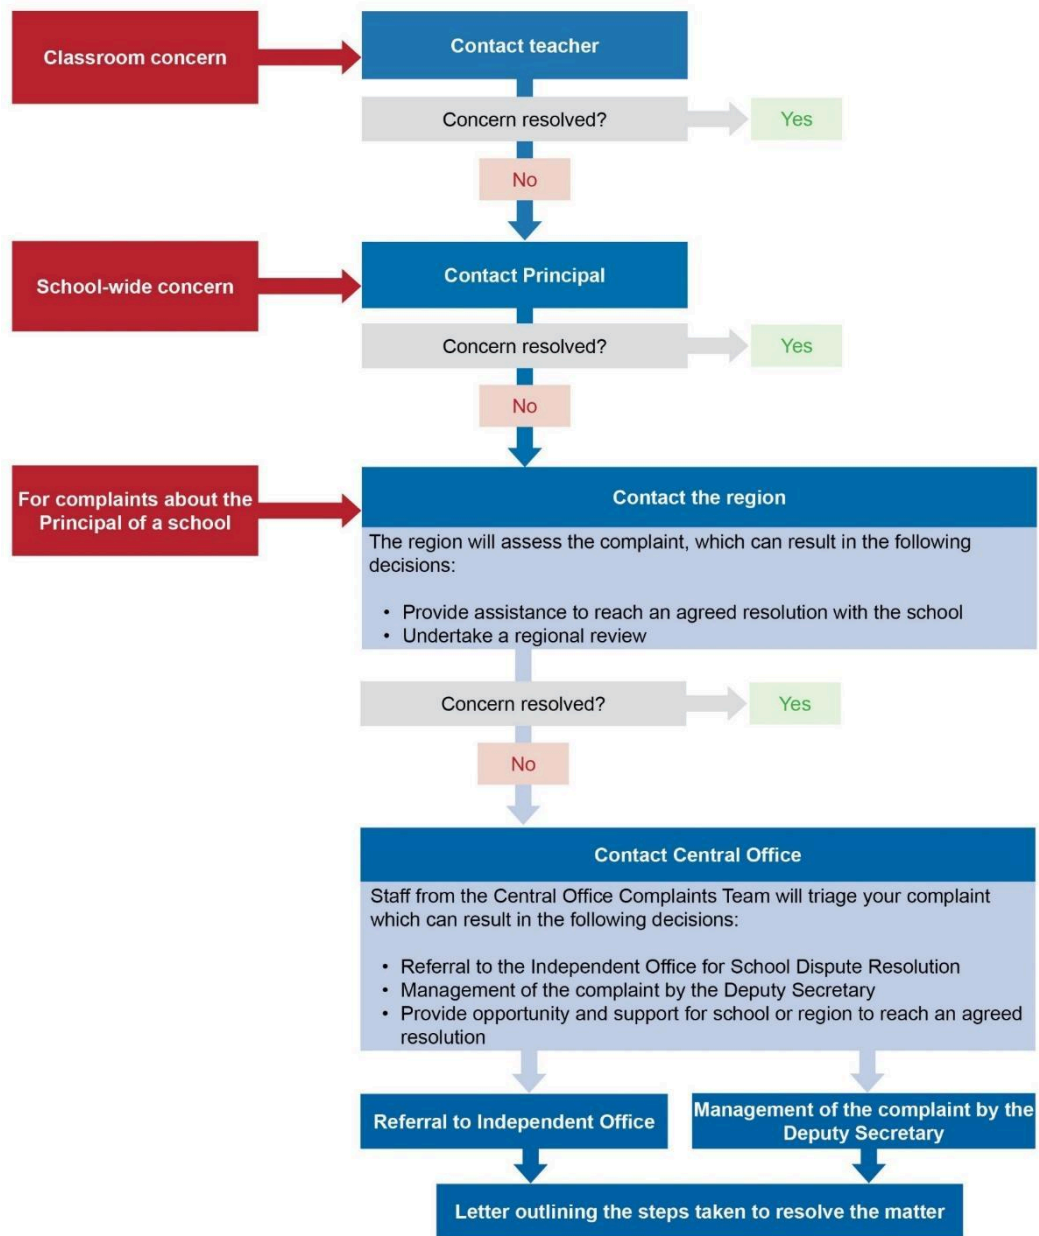 Classroom concern
Contact teacher
Concern resolved?
Yes
No
School-wide concern
Contact Principal
Concern resolved?
Yes
No
For complaints about the
Principal of a school
Contact the region
The region will assess the complaint, which can result in the following
decisions:
• Provide assistance to reach an agreed resolution with the school
• Undertake a regional review
Concern resolved?
Yes
No
Contact Central Office
Staff from the Central Office Complaints Team will triage your complaint
which can result in the following decisions:
• Referral to the Independent Office for School Dispute Resolution
• Management of the complaint by the Deputy Secretary
• Provide opportunity and support for school or region to reach an agreed
resolution
Referral to Independent Office
Management of the complaint by the
Deputy Secretary
Letter outlining the steps taken to resolve the matter